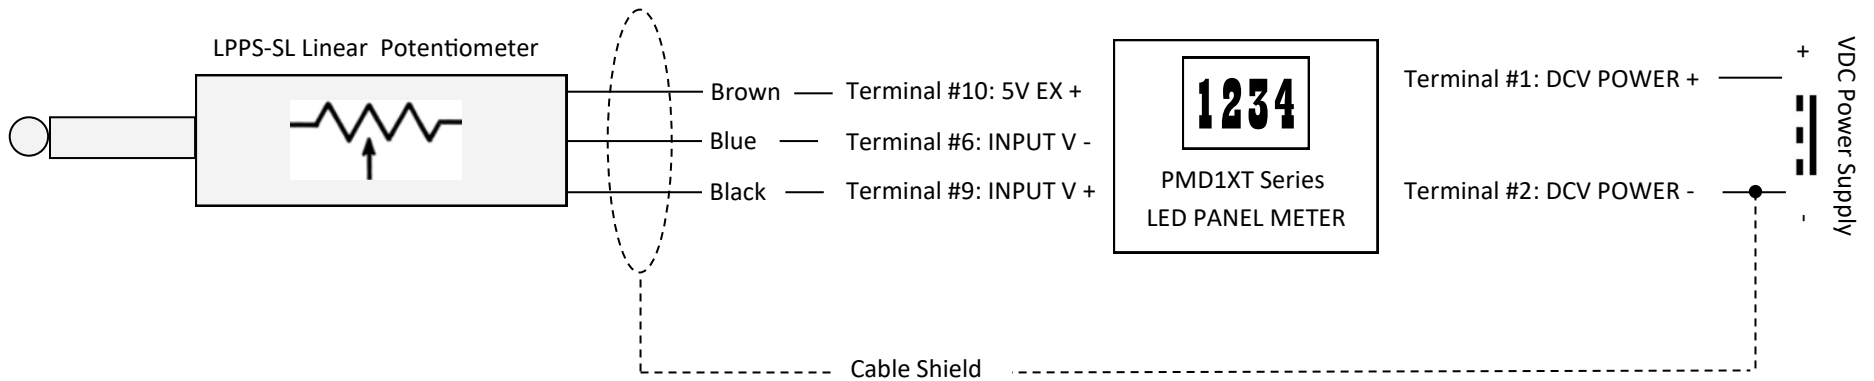 LPPS-SL Linear Potentiometer
Brown
Terminal #10: 5V EX +
Blue
Terminal #6: INPUT V -
Black
Terminal #9: INPUT V +
1234
PMD1XT Series
LED PANEL METER
Terminal #1: DCV POWER +
Terminal #2: DCV POWER -
+
-
VDC Power Supply
Cable Shield